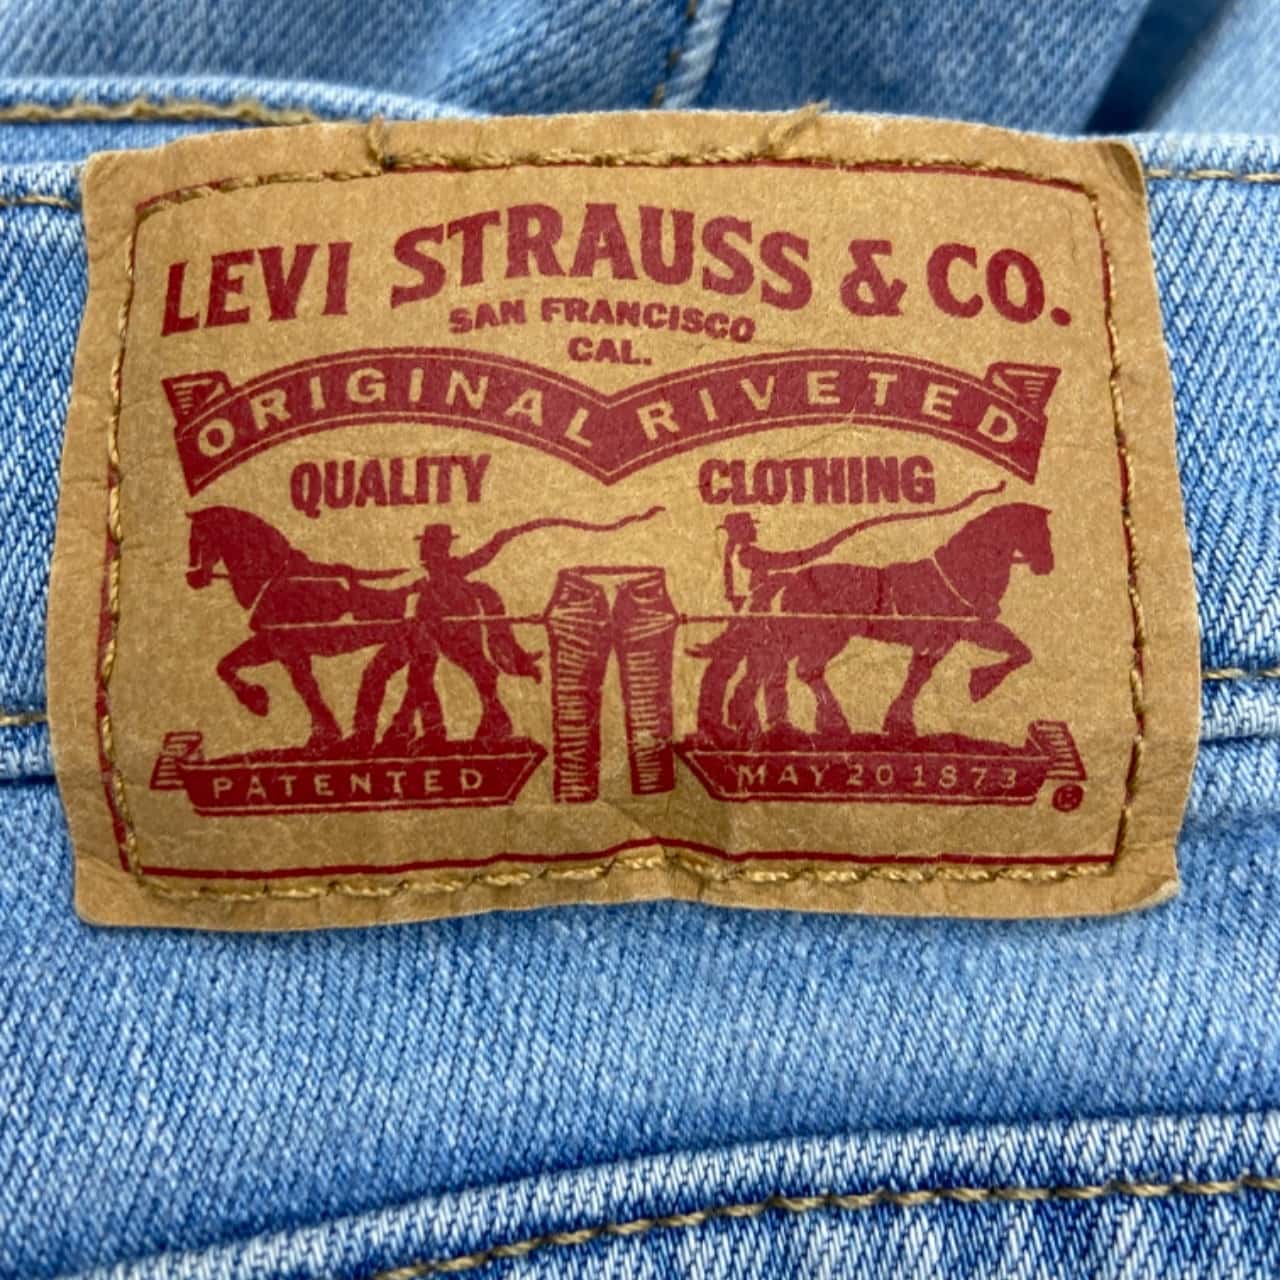 LEVI STRAUSS & CO.
SAN FRANCISCO
CAL.
ORIGINAL RIVETED
QUALITY CLOTHING
PATENTED MAY 20 1873
®